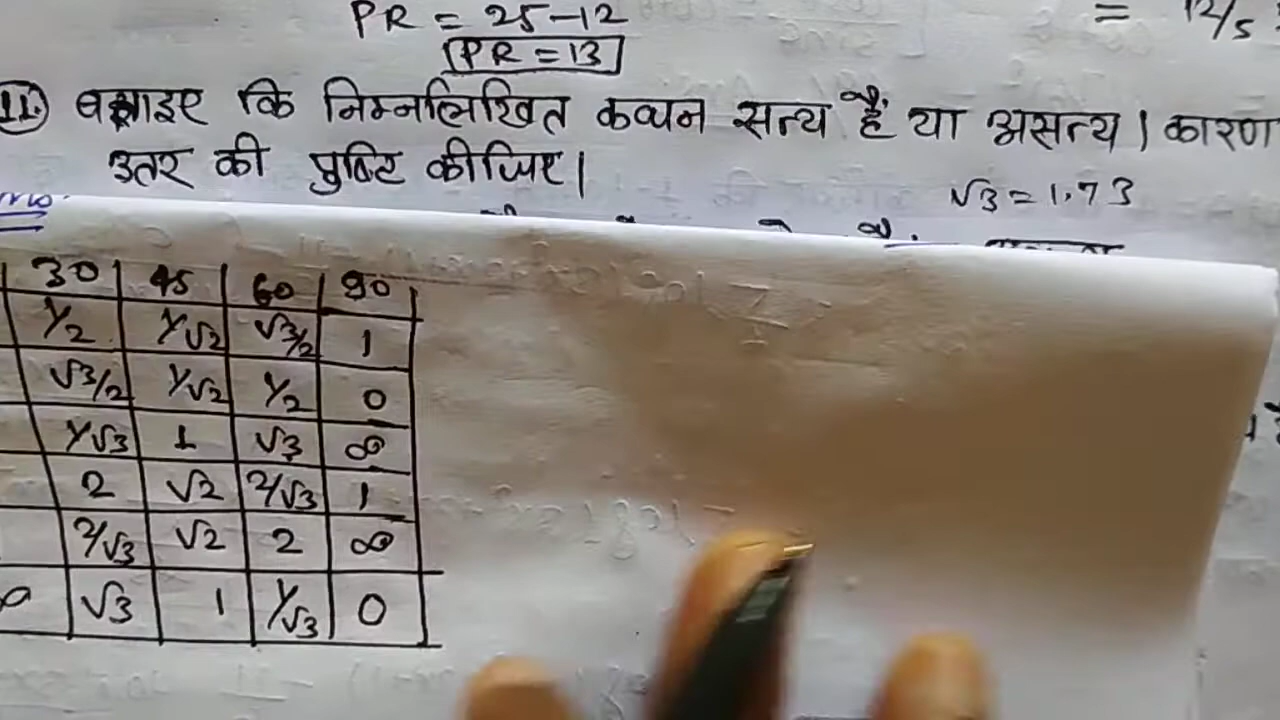 PR = 25-12
= 12/5
PR = 13
11. बताइए कि निम्नलिखित कथन सत्य हैं या असत्य । कारण
उतर की पुष्टि कीजिए।
√3 = 1.73
30 45 60 90
1/2 1/√2 √3/2 1
√3/2 1/√2 1/2 0
1/√3 1 √3 ∞
2 √2 2/√3 1
2/√3 √2 2 ∞
√3 1 1/√3 0